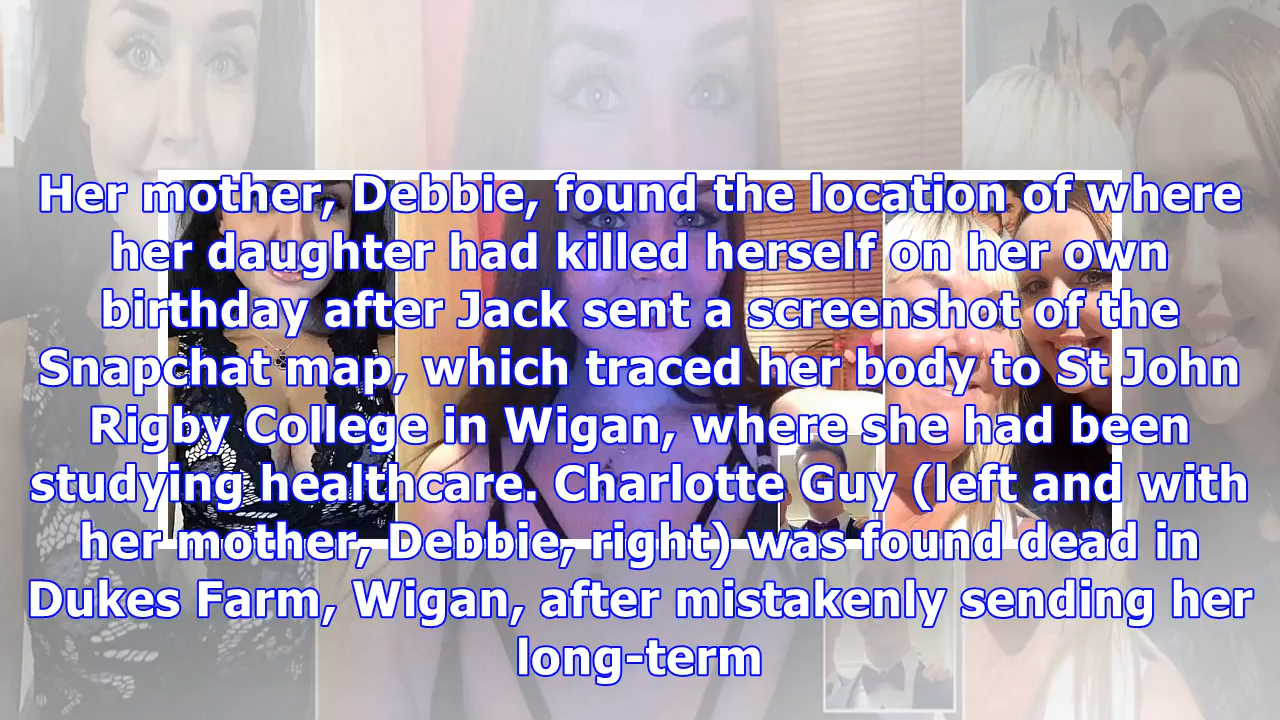 Her mother, Debbie, found the location of where
her daughter had killed herself on her own
birthday after Jack sent a screenshot of the
Snapchat map, which traced her body to St John
Rigby College in Wigan, where she had been
studying healthcare. Charlotte Guy (left and with
her mother, Debbie, right) was found dead in
Dukes Farm, Wigan, after mistakenly sending her
long-term